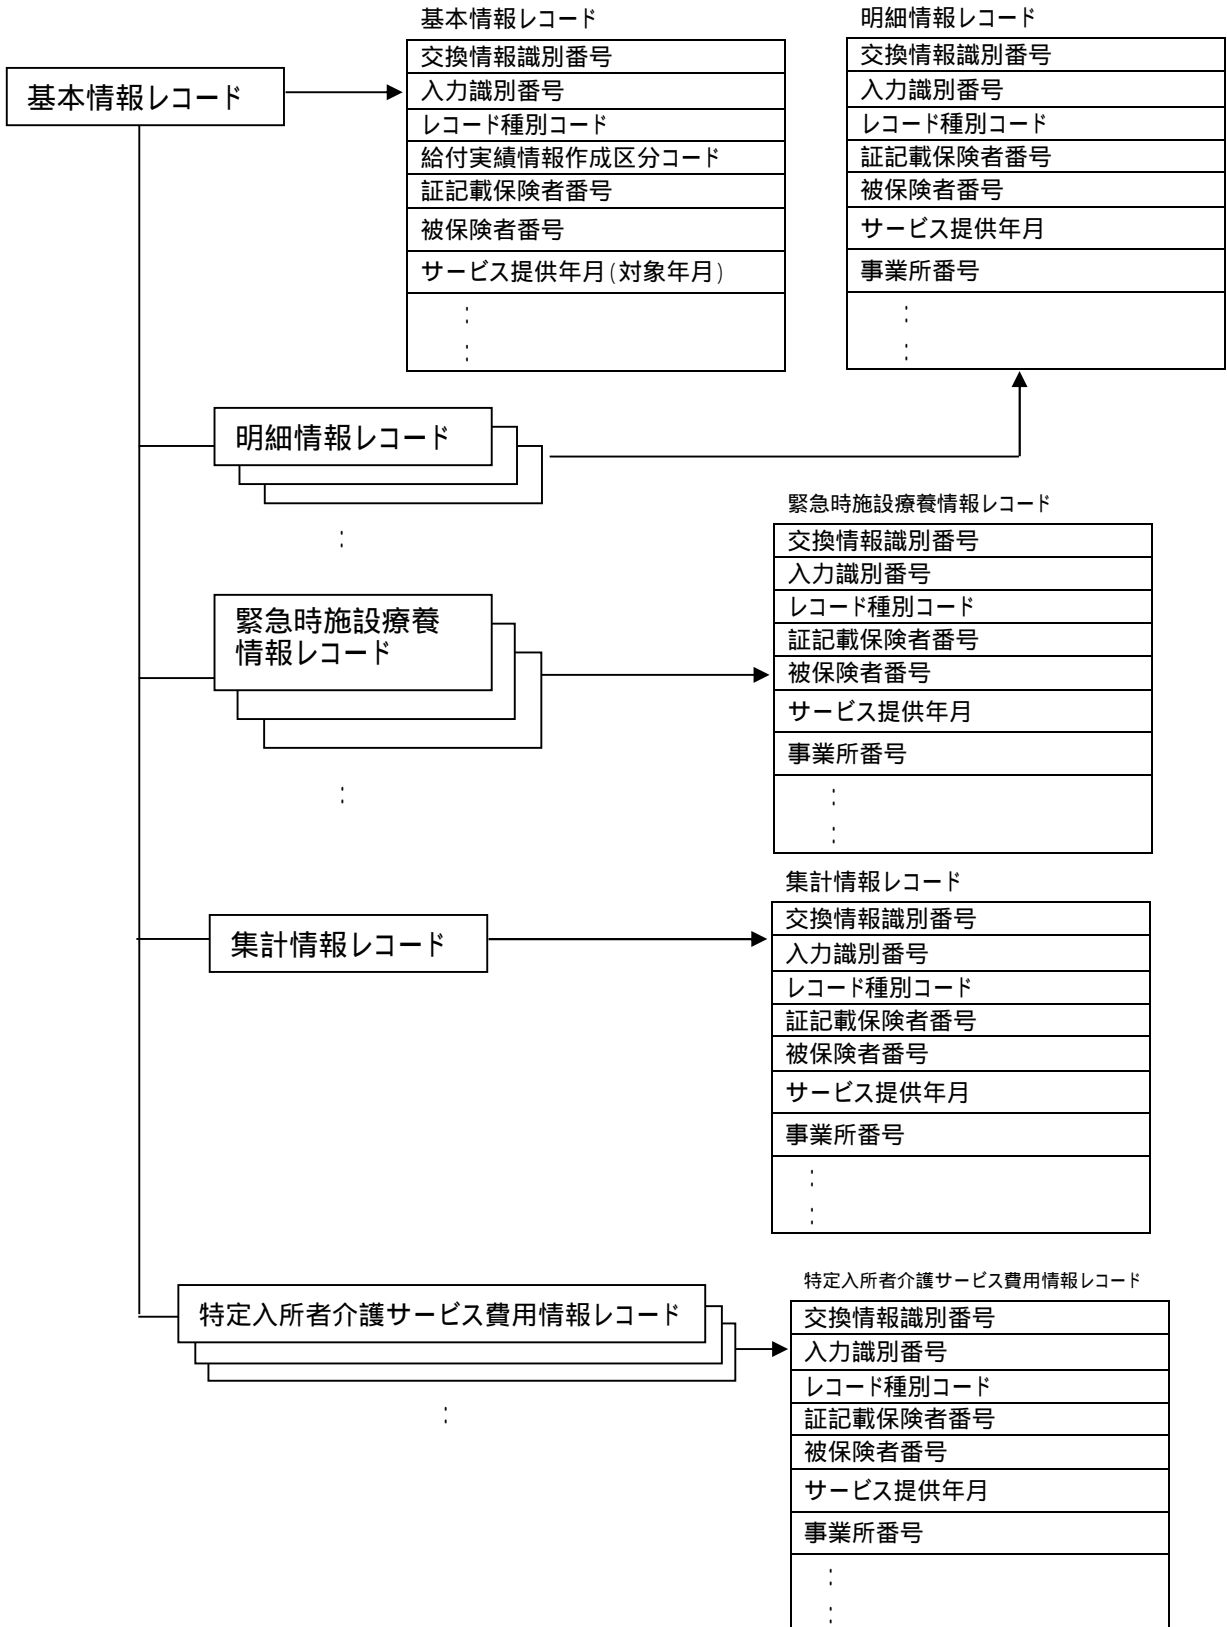 基本情報レコード
明細情報レコード
基本情報レコード
交換情報識別番号
入力識別番号
レコード種別コード
給付実績情報作成区分コード
証記載保険者番号
被保険者番号
サービス提供年月(対象年月)
:
:
交換情報識別番号
入力識別番号
レコード種別コード
証記載保険者番号
被保険者番号
サービス提供年月
事業所番号
:
:
明細情報レコード
:
緊急時施設療養情報レコード
緊急時施設療養
情報レコード
:
交換情報識別番号
入力識別番号
レコード種別コード
証記載保険者番号
被保険者番号
サービス提供年月
事業所番号
:
:
集計情報レコード
集計情報レコード
交換情報識別番号
入力識別番号
レコード種別コード
証記載保険者番号
被保険者番号
サービス提供年月
事業所番号
:
:
特定入所者介護サービス費用情報レコード
特定入所者介護サービス費用情報レコード
:
交換情報識別番号
入力識別番号
レコード種別コード
証記載保険者番号
被保険者番号
サービス提供年月
事業所番号
:
: